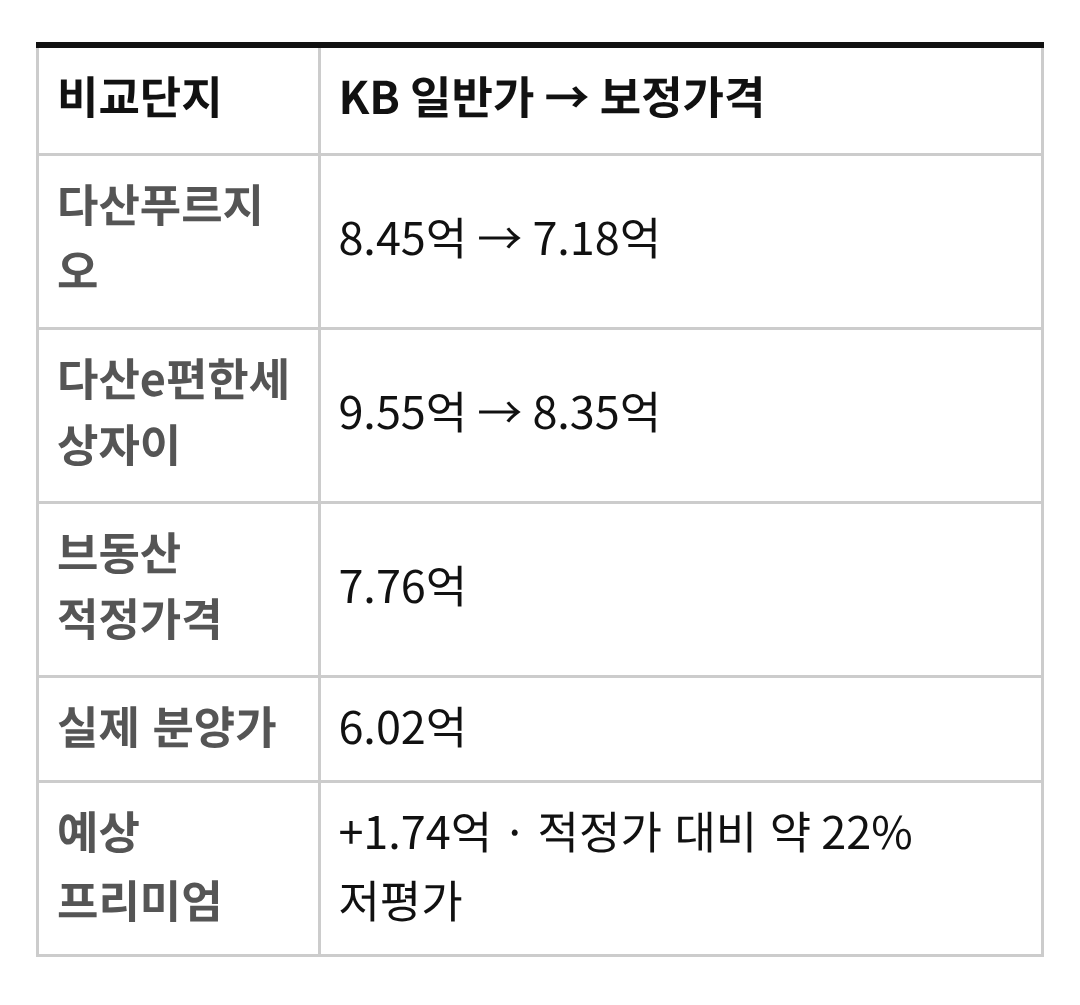 비교단지
KB 일반가 → 보정가격
다산푸르지
오
8.45억 → 7.18억
다산e편한세
상자이
9.55억 → 8.35억
브동산
적정가격
7.76억
실제 분양가
6.02억
예상
프리미엄
+1.74억 · 적정가 대비 약 22%
저평가